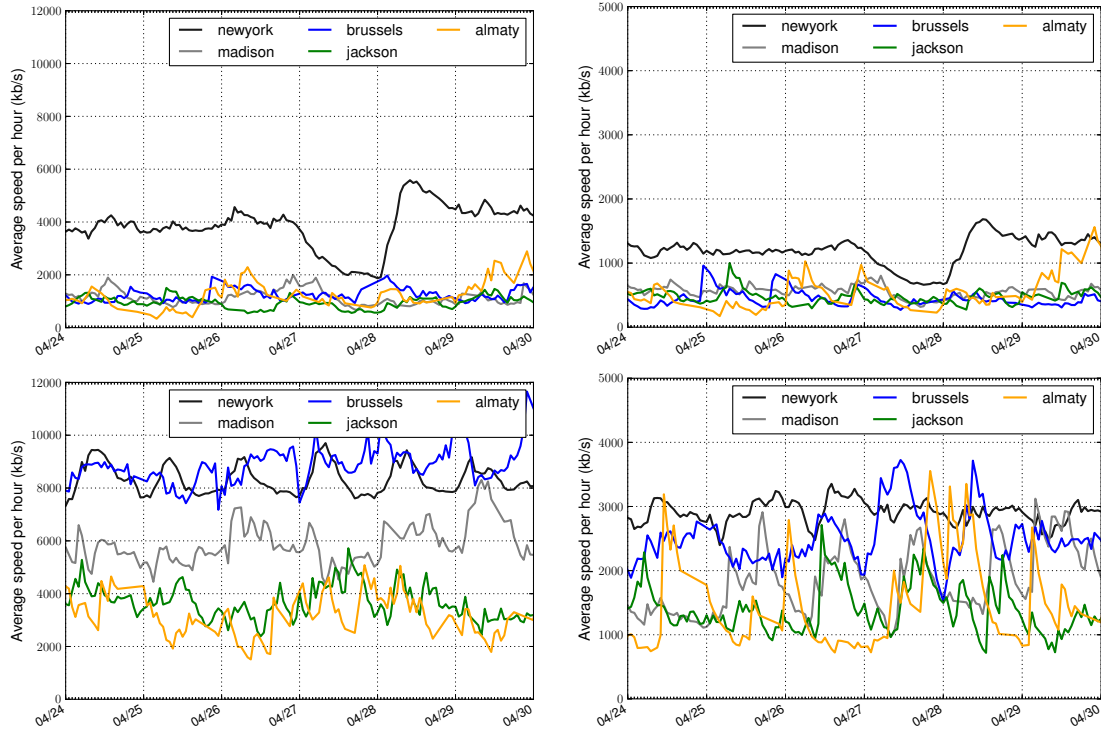 12000
10000
8000
6000
4000
2000
0
Average speed per hour (kb/s)
newyork brussels almaty
madison jackson
04/24 04/25 04/26 04/27 04/28 04/29 04/30
5000
4000
3000
2000
1000
0
Average speed per hour (kb/s)
newyork brussels almaty
madison jackson
04/24 04/25 04/26 04/27 04/28 04/29 04/30
12000
10000
8000
6000
4000
2000
0
Average speed per hour (kb/s)
newyork brussels almaty
madison jackson
04/24 04/25 04/26 04/27 04/28 04/29 04/30
5000
4000
3000
2000
1000
0
Average speed per hour (kb/s)
newyork brussels almaty
madison jackson
04/24 04/25 04/26 04/27 04/28 04/29 04/30